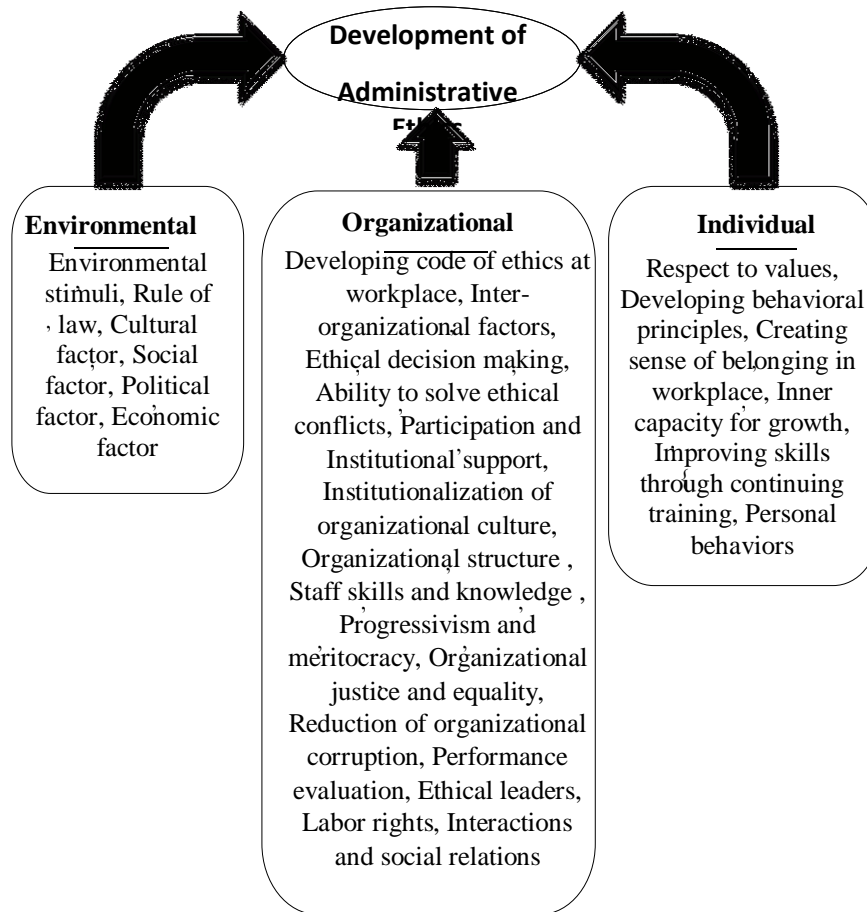 Development of
Administrative
Ethics
Environmental
Environmental
stimuli, Rule of
law, Cultural
factor, Social
factor, Political
factor, Economic
factor
Organizational
Developing code of ethics at
workplace, Inter-
organizational factors,
Ethical decision making,
Ability to solve ethical
conflicts, Participation and
Institutional support,
Institutionalization of
organizational culture,
Organizational structure ,
Staff skills and knowledge ,
Progressivism and
meritocracy, Organizational
justice and equality,
Reduction of organizational
corruption, Performance
evaluation, Ethical leaders,
Labor rights, Interactions
and social relations
Individual
Respect to values,
Developing behavioral
principles, Creating
sense of belonging in
workplace, Inner
capacity for growth,
Improving skills
through continuing
training, Personal
behaviors